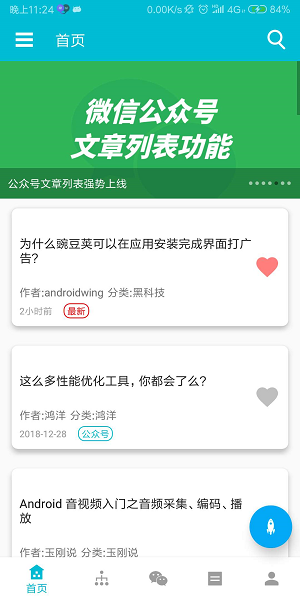 晚上11:24
0.00K/s 4G 84%
首页
微信公众号
文章列表功能
公众号文章列表强势上线
为什么豌豆荚可以在应用安装完成界面打广
告?
作者:androidwing 分类:黑科技
2小时前 最新
这么多性能优化工具，你都会了么？
作者:鸿洋 分类:鸿洋
2018-12-28 公众号
Android 音视频入门之音频采集、编码、播
放
作者:玉刚说 分类:玉刚说
首页